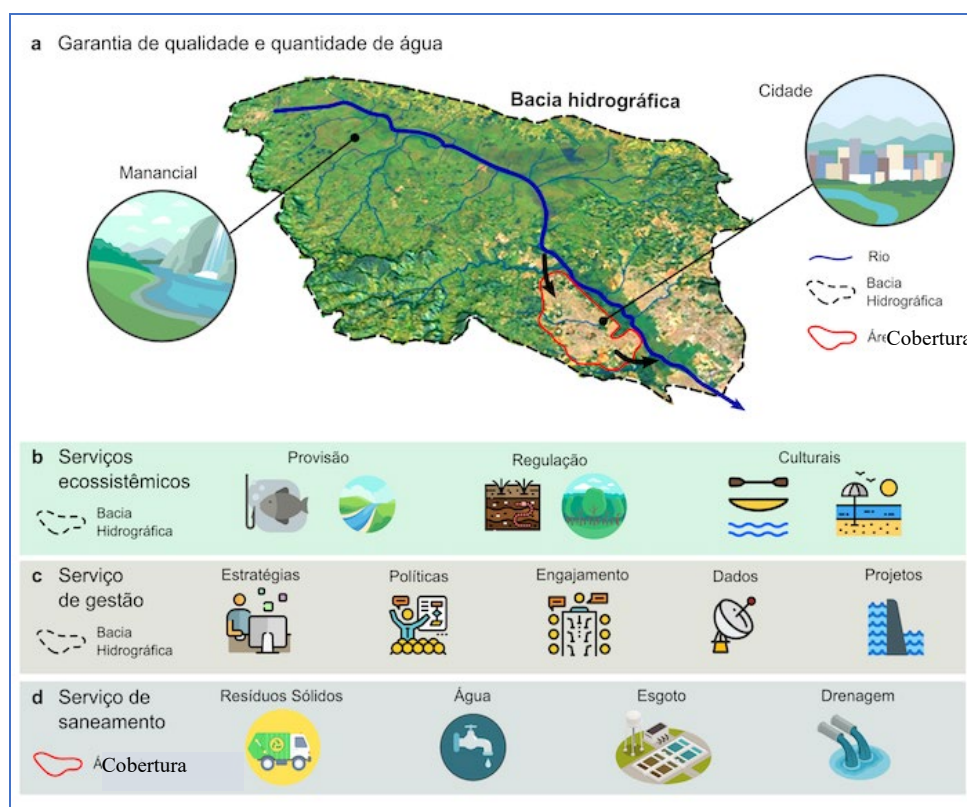 a Garantia de qualidade e quantidade de água
Bacia hidrográfica
Cidade
Manancial
Rio
Bacia
Hidrográfica
Cobertura
b Serviços
ecossistêmicos
Bacia
Hidrográfica
Provisão
Regulação
Culturais
c Serviço
de gestão
Bacia
Hidrográfica
Estratégias
Políticas
Engajamento
Dados
Projetos
d Serviço de
saneamento
Cobertura
Resíduos Sólidos
Água
Esgoto
Drenagem